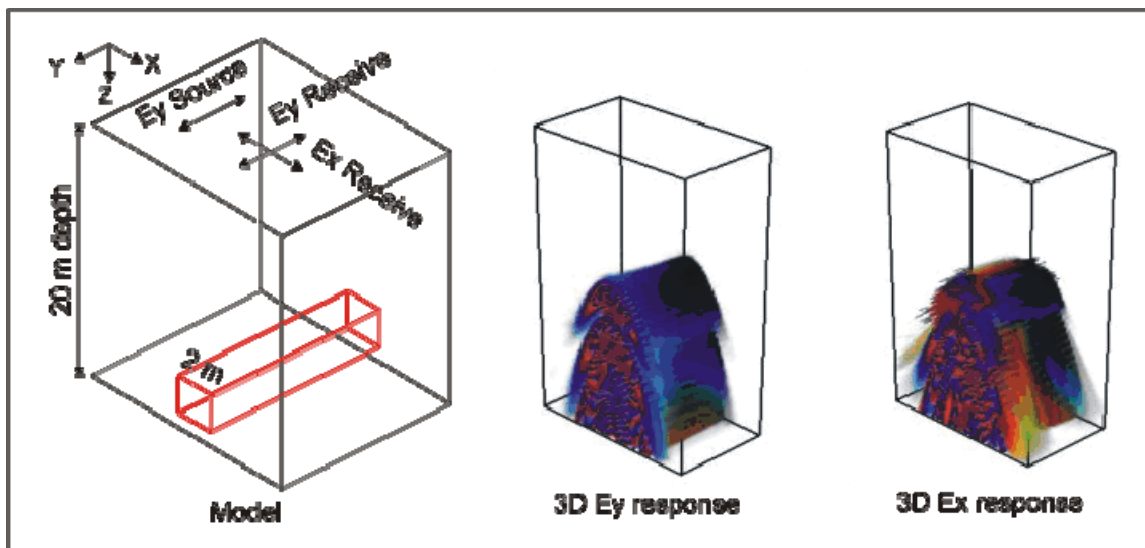 Y
X
Z
Ey Source
Ey Receive
Ex Receive
20 m depth
2 m
Model
3D Ey response
3D Ex response